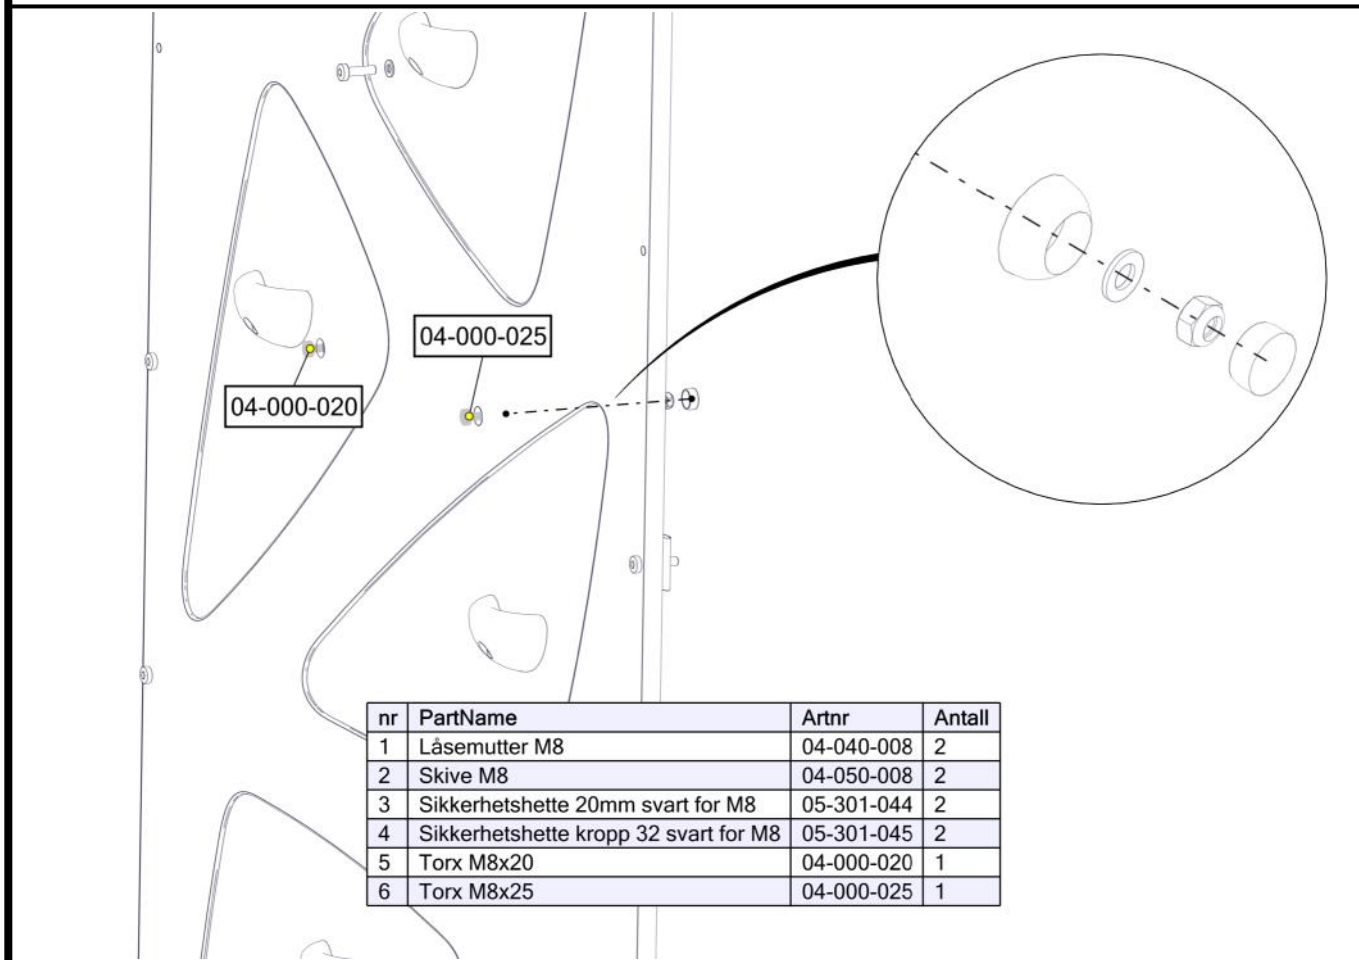 04-000-025
04-000-020
nr PartName Artnr Antall
1 Låsemutter M8 04-040-008 2
2 Skive M8 04-050-008 2
3 Sikkerhetshette 20mm svart for M8 05-301-044 2
4 Sikkerhetshette kropp 32 svart for M8 05-301-045 2
5 Torx M8x20 04-000-020 1
6 Torx M8x25 04-000-025 1